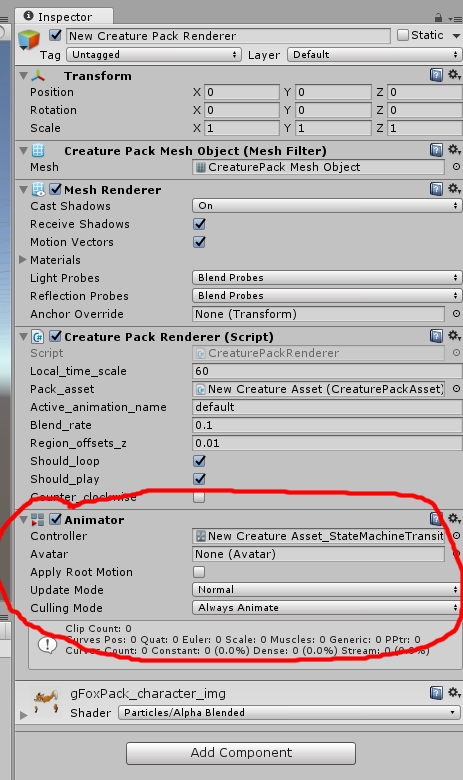 Inspector
New Creature Pack Renderer Static
Tag Untagged Layer Default
Transform
Position X 0 Y 0 Z 0
Rotation X 0 Y 0 Z 0
Scale X 1 Y 1 Z 1
Creature Pack Mesh Object (Mesh Filter)
Mesh CreaturePack Mesh Object
Mesh Renderer
Cast Shadows On
Receive Shadows
Motion Vectors
Materials
Light Probes Blend Probes
Reflection Probes Blend Probes
Anchor Override None (Transform)
Creature Pack Renderer (Script)
Script CreaturePackRenderer
Local_time_scale 60
Pack_asset New Creature Asset (CreaturePackAsset)
Active_animation_name default
Blend_rate 0.1
Region_offsets_z 0.01
Should_loop
Should_play
Counter_clockwise
Animator
Controller New Creature Asset_StateMachineTransit
Avatar None (Avatar)
Apply Root Motion
Update Mode Normal
Culling Mode Always Animate
Clip Count: 0
Curves Pos: 0 Quat: 0 Euler: 0 Scale: 0 Muscles: 0 Generic: 0 PPtr: 0
Curves Count: 0 Constant: 0 (0.0%) Dense: 0 (0.0%) Stream: 0 (0.0%)
gFoxPack_character_img
Shader Particles/Alpha Blended
Add Component